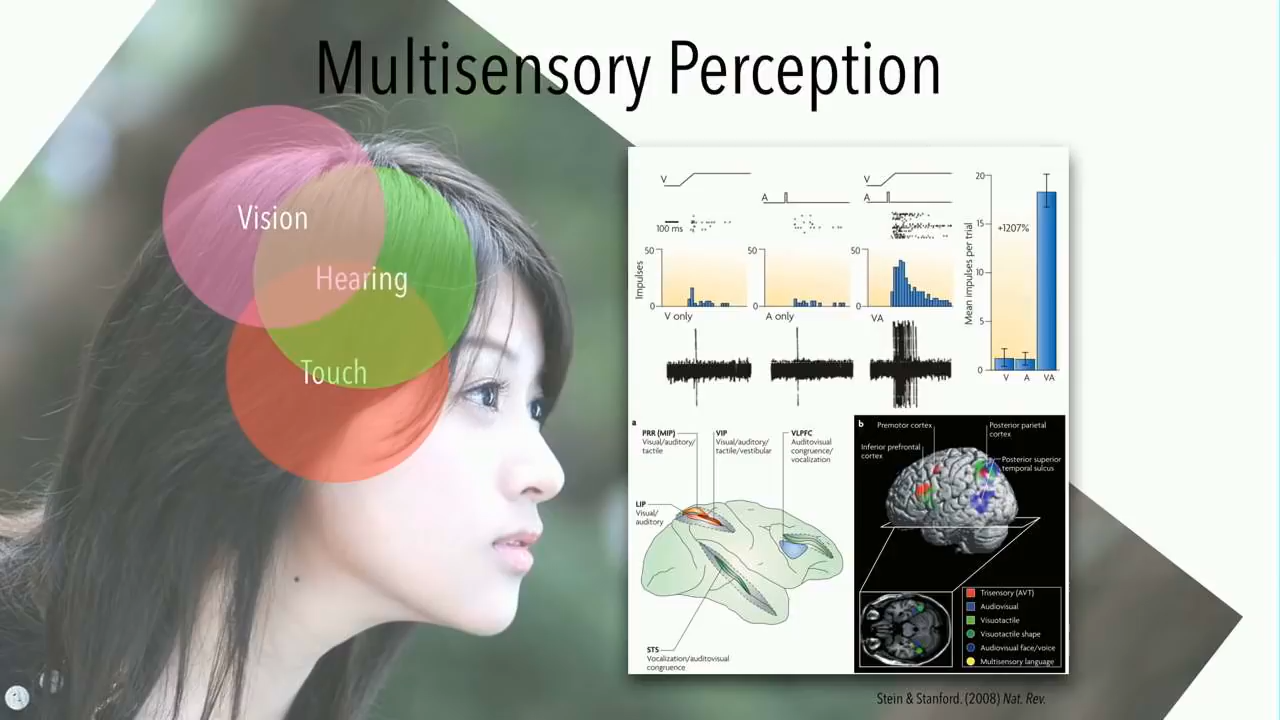 Multisensory Perception
Vision
Hearing
Touch
V
A
V
A
100 ms
50
0
Impulses
V only
50
0
A only
50
0
VA
20
15
10
5
0
Mean impulses per trial
+1207%
V
A
VA
a
PRR (MIP)
Visual/auditory/
tactile
VIP
Visual/auditory/
tactile/vestibular
VLPFC
Auditovisual
congruence/
vocalization
LIP
Visual/
auditory
STS
Vocalization/auditovisual
congruence
b
Premotor cortex
Posterior parietal
cortex
Inferior prefrontal
cortex
Posterior superior
temporal sulcus
Trisensory (AVT)
Audiovisual
Visuotactile
Visuotactile shape
Audiovisual face/voice
Multisensory language
Stein & Stanford. (2008) Nat. Rev.